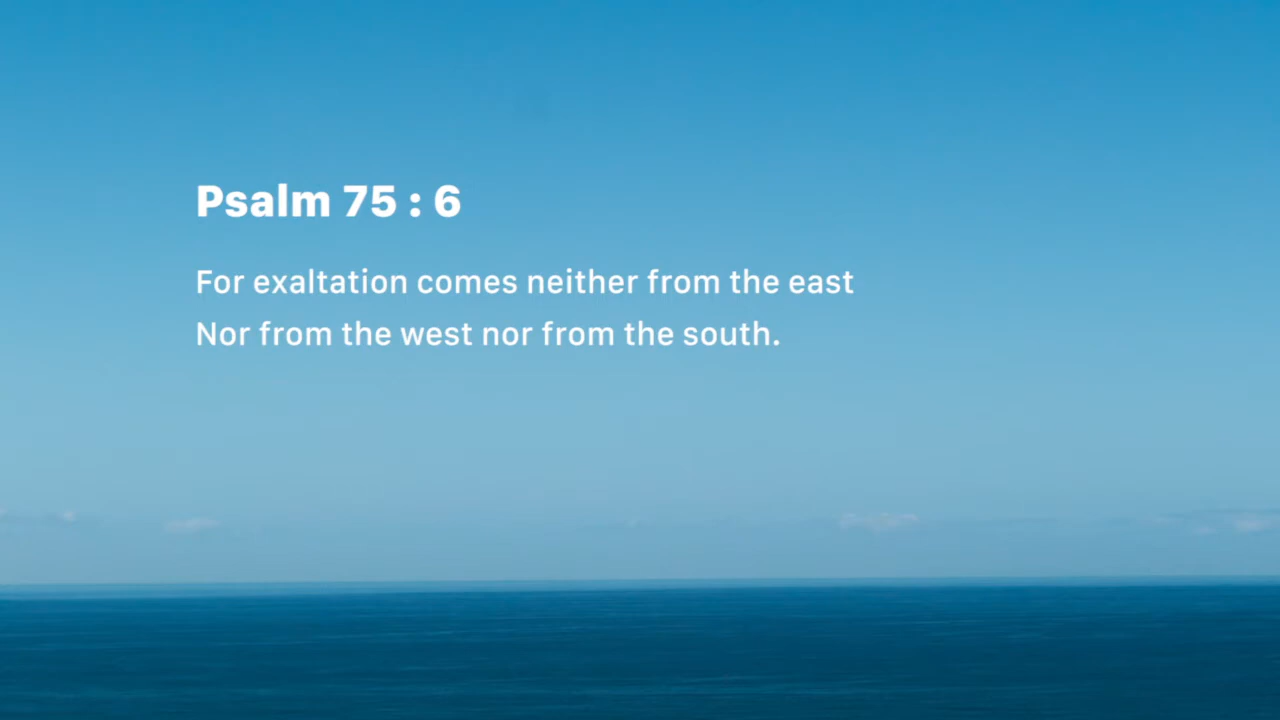 Psalm 75 : 6
For exaltation comes neither from the east
Nor from the west nor from the south.